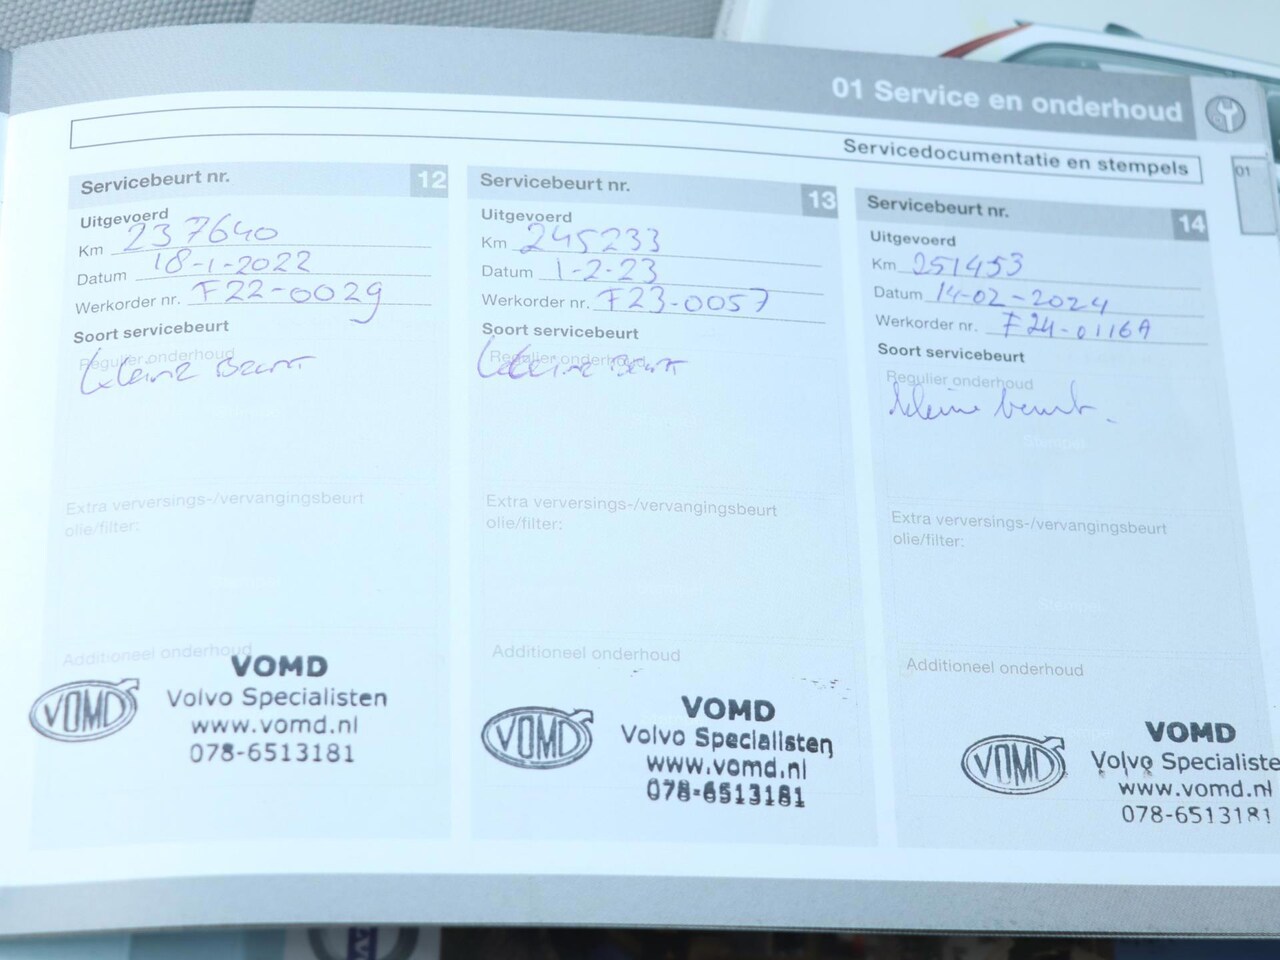 01 Service en onderhoud
Servicedocumentatie en stempels
01
Servicebeurt nr. 12
Uitgevoerd
Km 237640
Datum 18-1-2022
Werkorder nr. F22-0029
Soort servicebeurt
Regulier onderhoud
kleine Beurt
Extra verversings-/vervangingsbeurt
olie/filter:
Additioneel onderhoud
VOMD
VOMD
Volvo Specialisten
www.vomd.nl
078-6513181
Servicebeurt nr. 13
Uitgevoerd
Km 245233
Datum 1-2-23
Werkorder nr. F23-0057
Soort servicebeurt
Regulier onderhoud
kleine Beurt
Extra verversings-/vervangingsbeurt
olie/filter:
Additioneel onderhoud
VOMD
VOMD
Volvo Specialisten
www.vomd.nl
078-6513181
Servicebeurt nr. 14
Uitgevoerd
Km 251453
Datum 14-02-2024
Werkorder nr. F24-0116A
Soort servicebeurt
Regulier onderhoud
kleine beurt.
Stempel
Extra verversings-/vervangingsbeurt
olie/filter:
Stempel
Additioneel onderhoud
VOMD
VOMD
Volvo Specialiste
www.vomd.nl
078-6513181